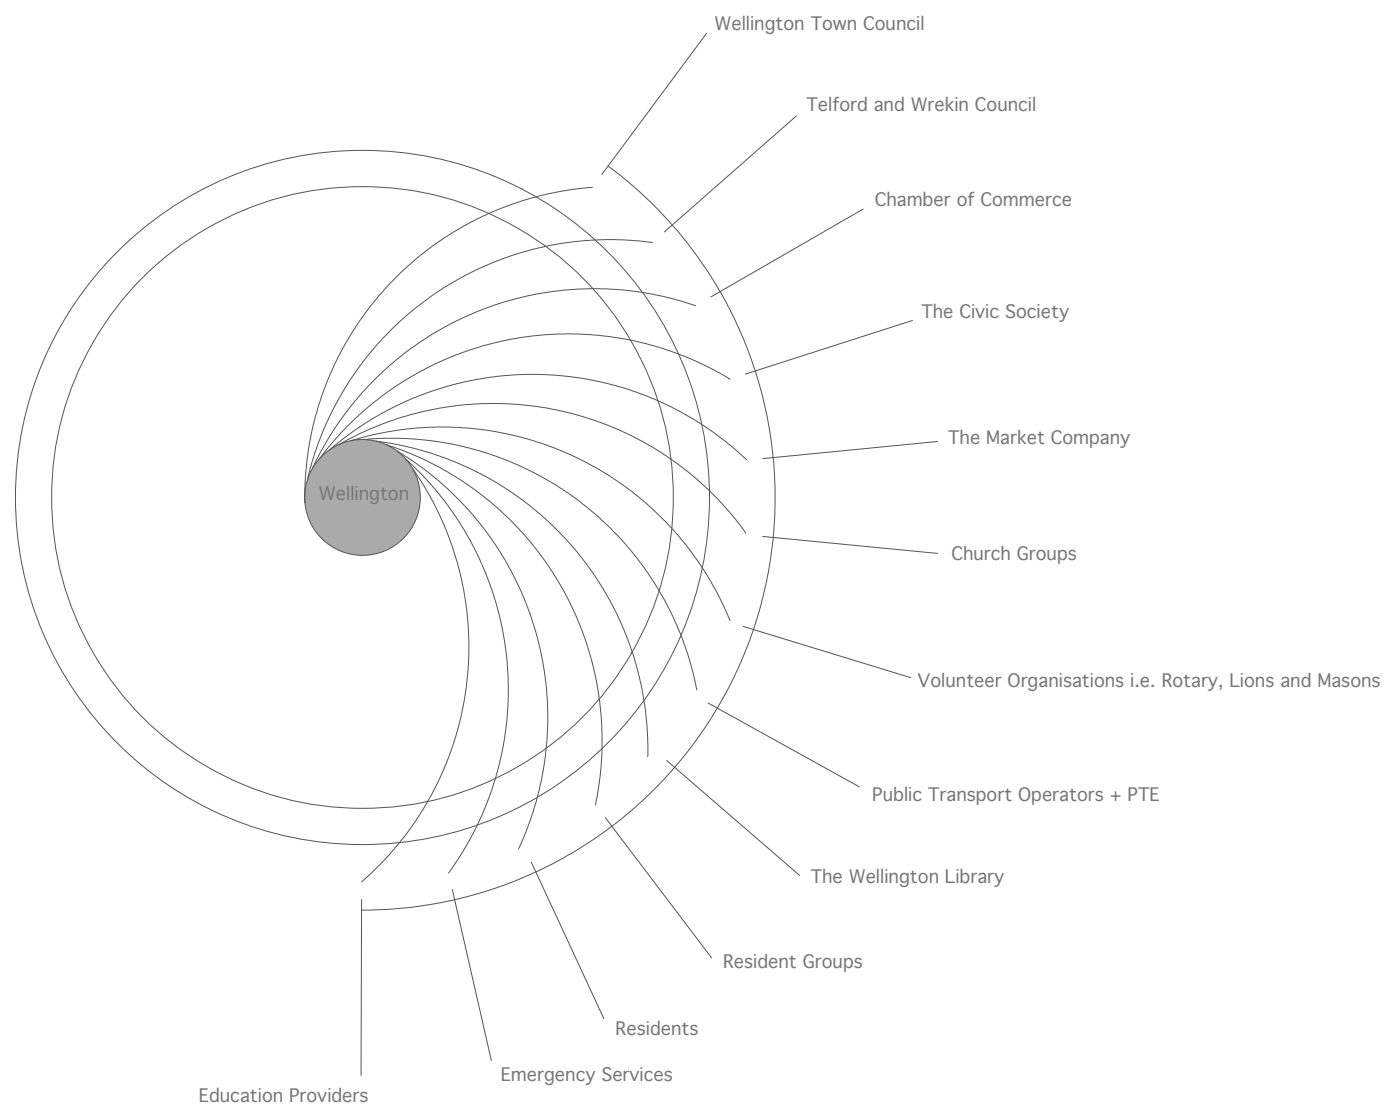 Wellington Town Council
Telford and Wrekin Council
Chamber of Commerce
The Civic Society
The Market Company
Wellington
Church Groups
Volunteer Organisations i.e. Rotary, Lions and Masons
Public Transport Operators + PTE
The Wellington Library
Resident Groups
Residents
Emergency Services
Education Providers